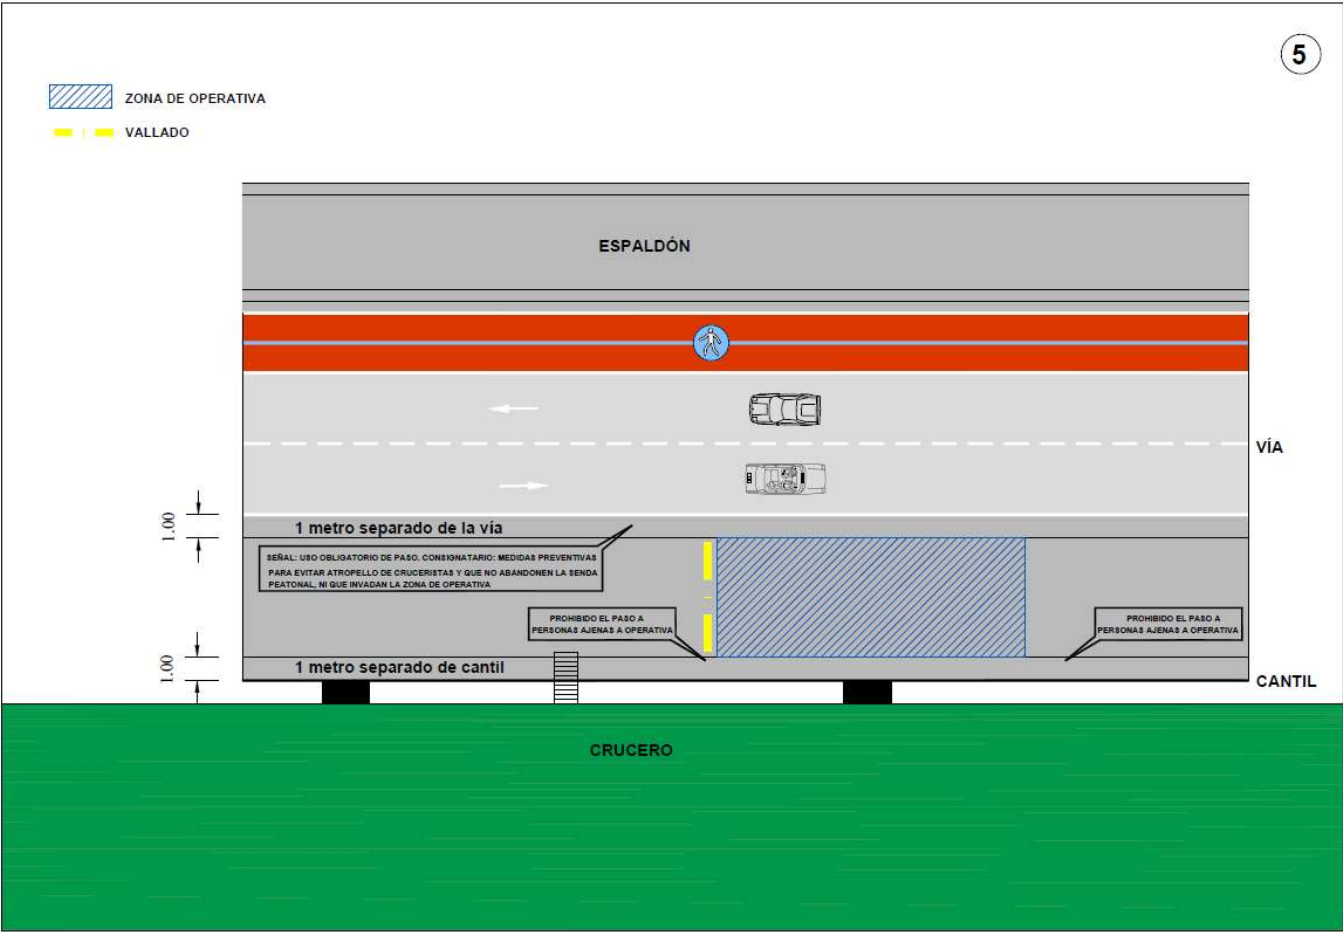 5
ZONA DE OPERATIVA
VALLADO
ESPALDÓN
VÍA
1.00
1 metro separado de la vía
SEÑAL: USO OBLIGATORIO DE PASO. CONSIGNATARIO: MEDIDAS PREVENTIVAS
PARA EVITAR ATROPELLO DE CRUCERISTAS Y QUE NO ABANDONEN LA SENDA
PEATONAL, NI QUE INVADAN LA ZONA DE OPERATIVA
PROHIBIDO EL PASO A
PERSONAS AJENAS A OPERATIVA
PROHIBIDO EL PASO A
PERSONAS AJENAS A OPERATIVA
1.00
1 metro separado de cantil
CANTIL
CRUCERO